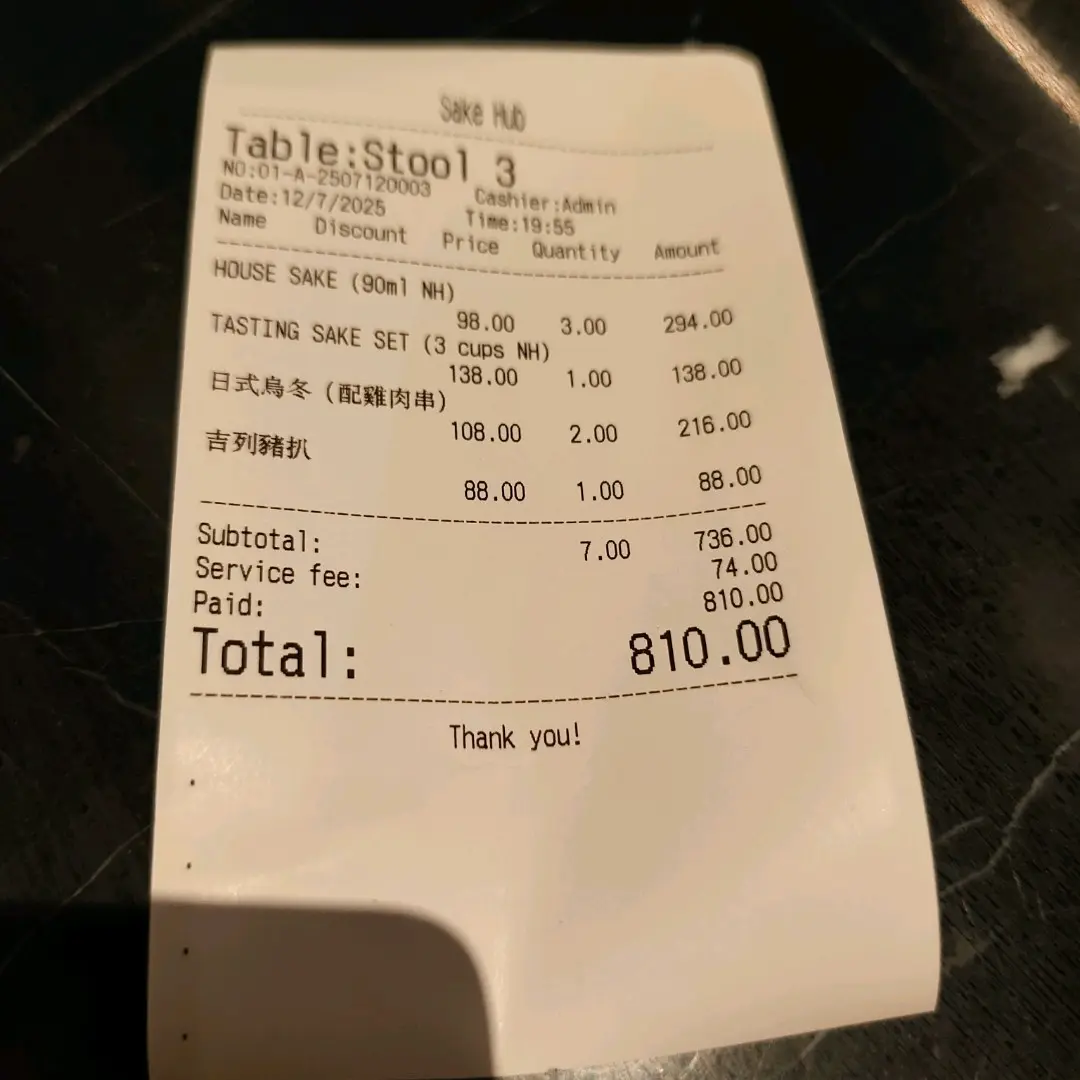 Sake Hub
Table:Stool 3
NO:01-A-2507120003 Cashier:Admin
Date:12/7/2025 Time:19:55
Name Discount Price Quantity Amount
HOUSE SAKE (90ml NH)
98.00 3.00 294.00
TASTING SAKE SET (3 cups NH)
138.00 1.00 138.00
日式烏冬 (配雞肉串)
108.00 2.00 216.00
吉列豬扒
88.00 1.00 88.00
Subtotal: 7.00 736.00
Service fee: 74.00
Paid: 810.00
Total: 810.00
Thank you!